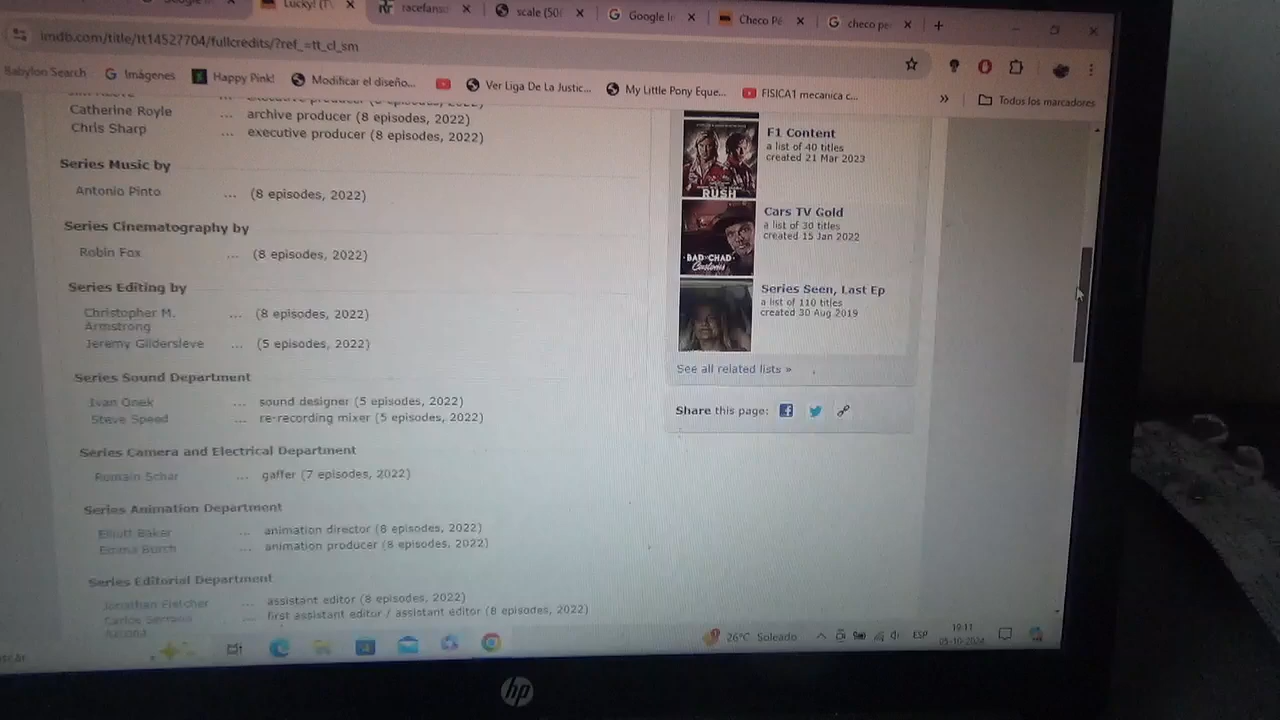 Lucky! (T
racefans
scale (50
Google I
Checo Pé
checo pe
imdb.com/title/tt14527704/fullcredits/?ref_=tt_cl_sm
Babylon Search
Imágenes
Happy Pink!
Modificar el diseño...
Ver Liga De La Justic...
My Little Pony Eque...
FISICA1 mecanica c...
»
Todos los marcadores
Catherine Royle ... archive producer (8 episodes, 2022)
Chris Sharp ... executive producer (8 episodes, 2022)
Series Music by
Antonio Pinto ... (8 episodes, 2022)
Series Cinematography by
Robin Fox ... (8 episodes, 2022)
Series Editing by
Christopher M.
Armstrong ... (8 episodes, 2022)
Jeremy Gildersleve ... (5 episodes, 2022)
Series Sound Department
Ivan Onek ... sound designer (5 episodes, 2022)
Steve Speed ... re-recording mixer (5 episodes, 2022)
Series Camera and Electrical Department
Romain Schar ... gaffer (7 episodes, 2022)
Series Animation Department
Elliott Baker ... animation director (8 episodes, 2022)
Emma Burch ... animation producer (8 episodes, 2022)
Series Editorial Department
Jonathan Fletcher ... assistant editor (8 episodes, 2022)
Carlos ... first assistant editor / assistant editor (8 episodes, 2022)
RUSH
F1 Content
a list of 40 titles
created 21 Mar 2023
BAD CHAD
Customs
Cars TV Gold
a list of 30 titles
created 15 Jan 2022
Series Seen, Last Ep
a list of 110 titles
created 30 Aug 2019
See all related lists »
Share this page:
26°C Soleado
ESP
19:11
05-10-2024
hp